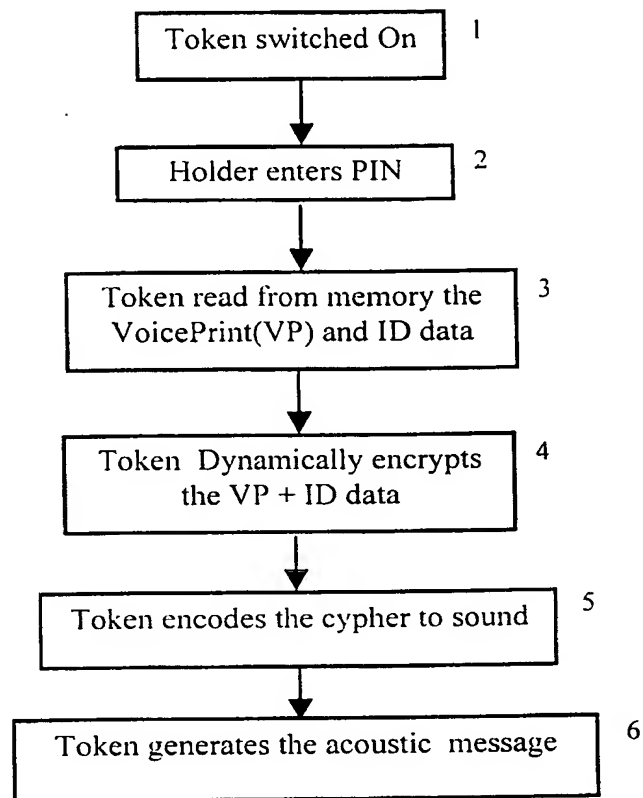 Token switched On 1
Holder enters PIN 2
Token read from memory the 3
VoicePrint(VP) and ID data
Token Dynamically encrypts 4
the VP + ID data
Token encodes the cypher to sound 5
Token generates the acoustic message 6